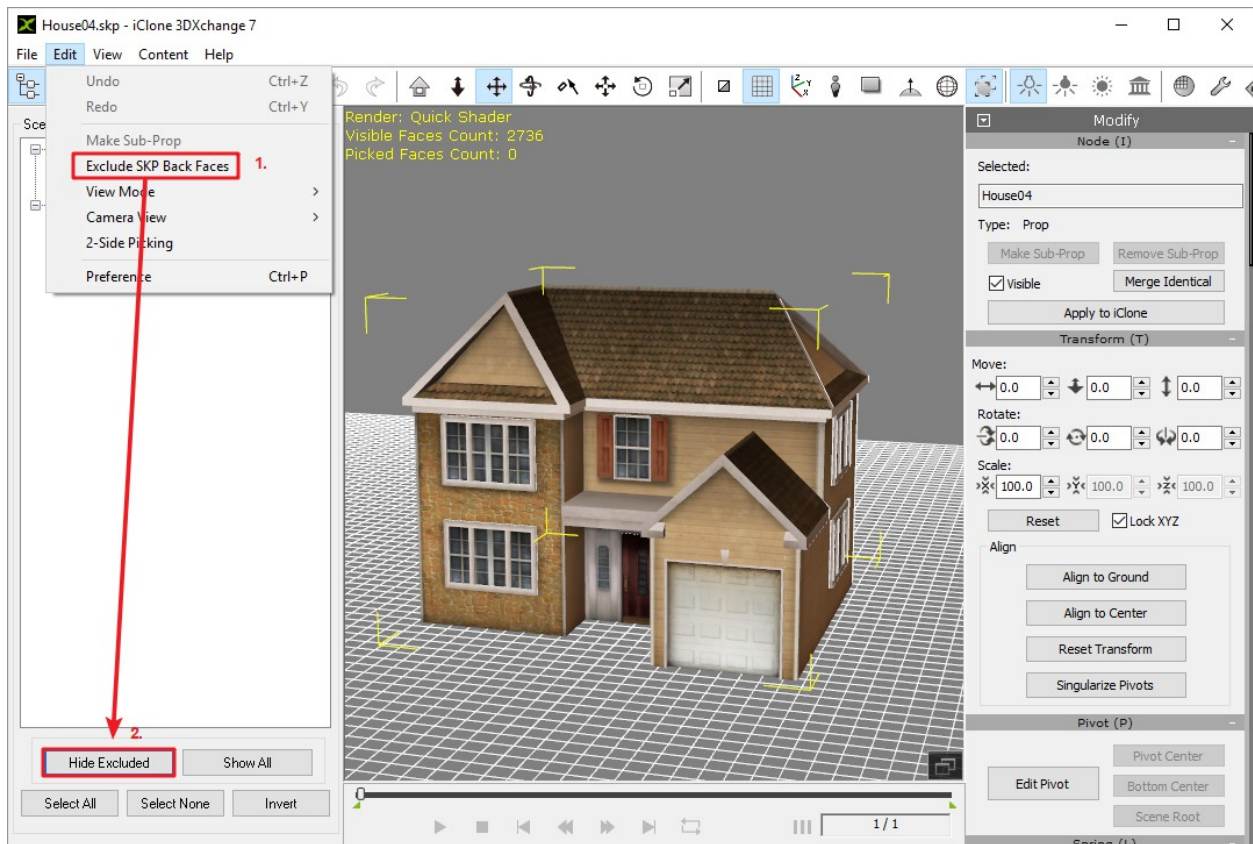 House04.skp - iClone 3DXchange 7
File Edit View Content Help
Undo Ctrl+Z
Redo Ctrl+Y
Make Sub-Prop
Exclude SKP Back Faces 1.
View Mode
Camera View
2-Side Picking
Preference Ctrl+P
Sce
Render: Quick Shader
Visible Faces Count: 2736
Picked Faces Count: 0
2.
Hide Excluded Show All
Select All Select None Invert
1/1
Modify
Node (I)
Selected:
House04
Type: Prop
Make Sub-Prop Remove Sub-Prop
Visible Merge Identical
Apply to iClone
Transform (T)
Move:
0.0 0.0 0.0
Rotate:
0.0 0.0 0.0
Scale:
X 100.0 Y 100.0 Z 100.0
Reset Lock XYZ
Align
Align to Ground
Align to Center
Reset Transform
Singularize Pivots
Pivot (P)
Pivot Center
Edit Pivot Bottom Center
Scene Root
Spring (L)